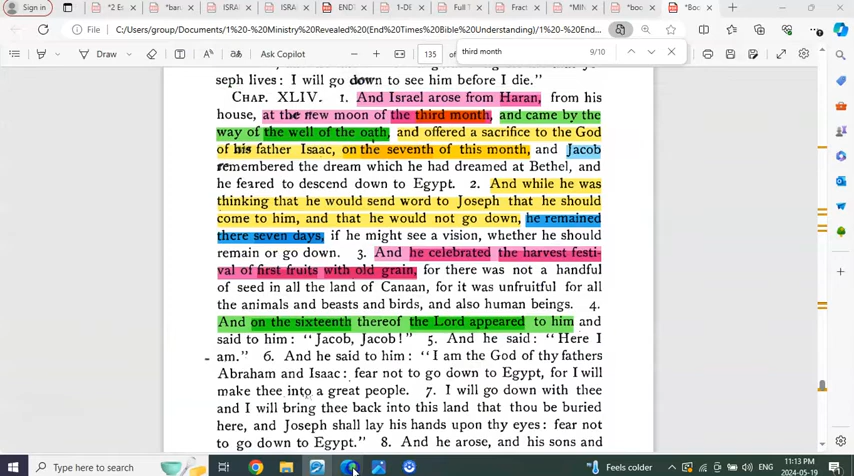 Sign in
*2 Es
*bar
ISRA
ISRA
END
1-DE
Full T
Fract
*MIN
*boc
*Boc
File
C:/Users/group/Documents/1%20-%20Ministry%20Revealed(End%20Times%20Bible%20Understanding)/1%20-%20End...
Draw
Ask Copilot
135
third month
9/10
seph lives: I will go down to see him before I die."
Chap. XLIV. 1. And Israel arose from Haran, from his
house, at the new moon of the third month, and came by the
way of the well of the oath, and offered a sacrifice to the God
of his father Isaac, on the seventh of this month, and Jacob
remembered the dream which he had dreamed at Bethel, and
he feared to descend down to Egypt. 2. And while he was
thinking that he would send word to Joseph that he should
come to him, and that he would not go down, he remained
there seven days, if he might see a vision, whether he should
remain or go down. 3. And he celebrated the harvest festi-
val of first fruits with old grain, for there was not a handful
of seed in all the land of Canaan, for it was unfruitful for all
the animals and beasts and birds, and also human beings. 4.
And on the sixteenth thereof the Lord appeared to him and
said to him: "Jacob, Jacob!" 5. And he said: "Here I
am." 6. And he said to him: "I am the God of thy fathers
Abraham and Isaac: fear not to go down to Egypt, for I will
make thee into a great people. 7. I will go down with thee
and I will bring thee back into this land that thou be buried
here, and Joseph shall lay his hands upon thy eyes: fear not
to go down to Egypt." 8. And he arose, and his sons and
Type here to search
Feels colder
ENG
11:13 PM
2024-05-19